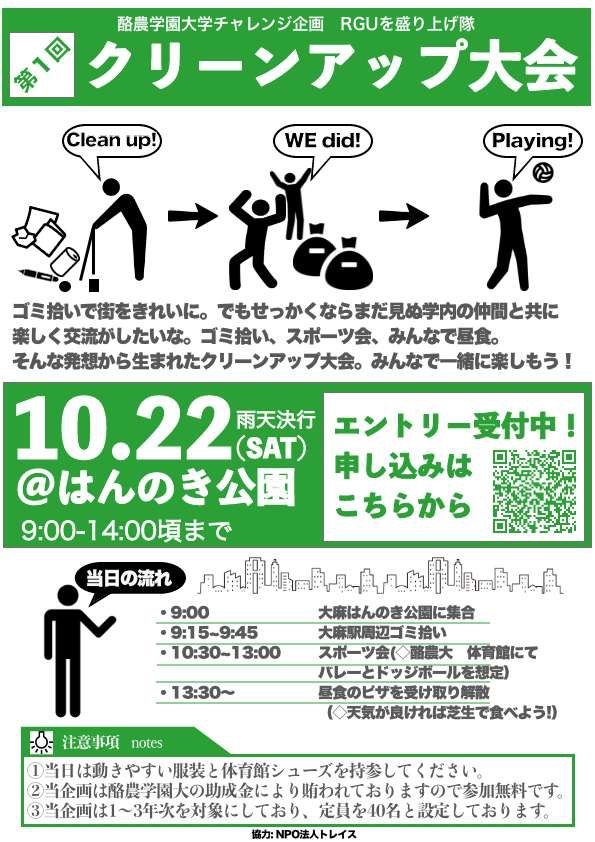 酪農学園大学チャレンジ企画　RGUを盛り上げ隊
第1回
クリーンアップ大会
Clean up!
WE did!
Playing!
ゴミ拾いで街をきれいに。でもせっかくならまだ見ぬ学内の仲間と共に
楽しく交流がしたいな。ゴミ拾い、スポーツ会、みんなで昼食。
そんな発想から生まれたクリーンアップ大会。みんなで一緒に楽しもう！
10.22 雨天決行
(SAT)
@はんのき公園
9:00-14:00頃まで
エントリー受付中！
申し込みは
こちらから
当日の流れ
・9:00 大麻はんのき公園に集合
・9:15~9:45 大麻駅周辺ゴミ拾い
・10:30~13:00 スポーツ会(◇酪農大　体育館にて
バレーとドッジボールを想定)
・13:30〜 昼食のピザを受け取り解散
(◇天気が良ければ芝生で食べよう!)
注意事項 notes
①当日は動きやすい服装と体育館シューズを持参してください。
②当企画は酪農学園大の助成金により賄われておりますので参加無料です。
③当企画は1～3年次を対象にしており、定員を40名と設定しております。
協力: NPO法人トレイス